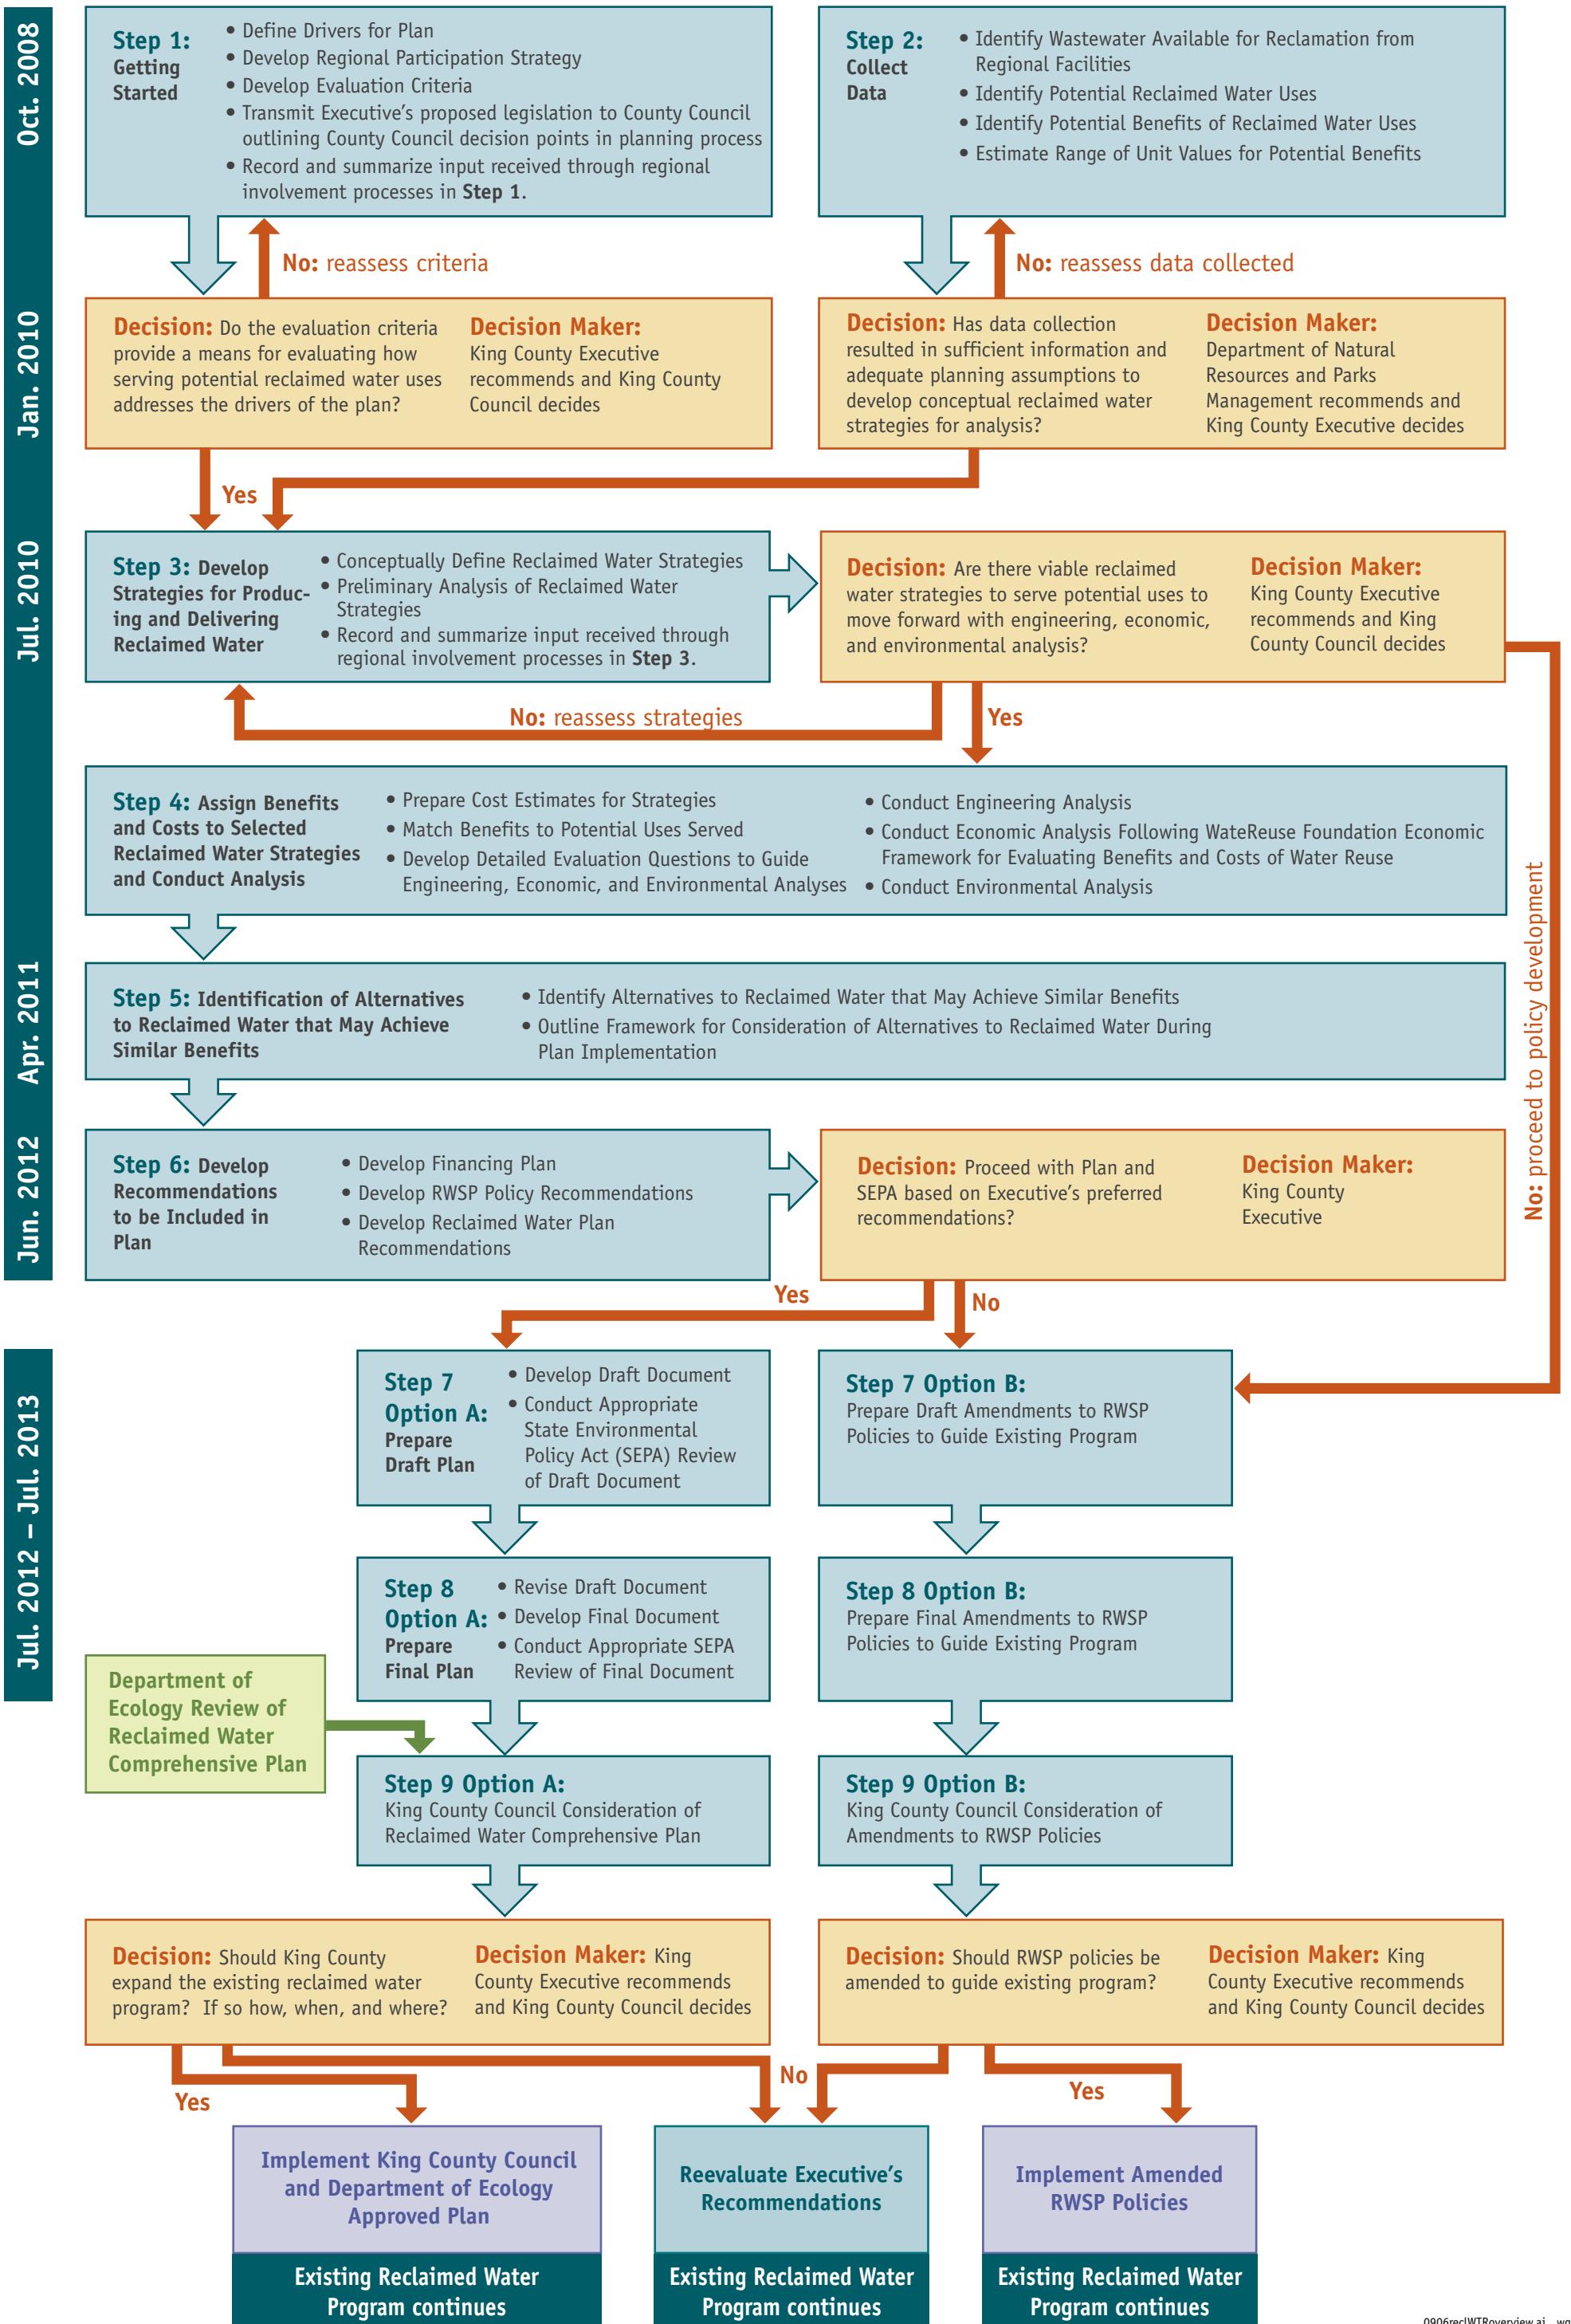 Oct. 2008
Step 1:
Getting
Started
• Define Drivers for Plan
• Develop Regional Participation Strategy
• Develop Evaluation Criteria
• Transmit Executive's proposed legislation to County Council
outlining County Council decision points in planning process
• Record and summarize input received through regional
involvement processes in Step 1.
Step 2:
Collect
Data
• Identify Wastewater Available for Reclamation from
Regional Facilities
• Identify Potential Reclaimed Water Uses
• Identify Potential Benefits of Reclaimed Water Uses
• Estimate Range of Unit Values for Potential Benefits
No: reassess criteria
No: reassess data collected
Jan. 2010
Decision: Do the evaluation criteria
provide a means for evaluating how
serving potential reclaimed water uses
addresses the drivers of the plan?
Decision Maker:
King County Executive
recommends and King County
Council decides
Decision: Has data collection
resulted in sufficient information and
adequate planning assumptions to
develop conceptual reclaimed water
strategies for analysis?
Decision Maker:
Department of Natural
Resources and Parks
Management recommends and
King County Executive decides
Yes
Jul. 2010
Step 3: Develop
Strategies for Produc-
ing and Delivering
Reclaimed Water
• Conceptually Define Reclaimed Water Strategies
• Preliminary Analysis of Reclaimed Water
Strategies
• Record and summarize input received through
regional involvement processes in Step 3.
Decision: Are there viable reclaimed
water strategies to serve potential uses to
move forward with engineering, economic,
and environmental analysis?
Decision Maker:
King County Executive
recommends and King
County Council decides
No: reassess strategies
Yes
No: proceed to policy development
Step 4: Assign Benefits
and Costs to Selected
Reclaimed Water Strategies
and Conduct Analysis
• Prepare Cost Estimates for Strategies
• Match Benefits to Potential Uses Served
• Develop Detailed Evaluation Questions to Guide
Engineering, Economic, and Environmental Analyses
• Conduct Engineering Analysis
• Conduct Economic Analysis Following WateReuse Foundation Economic
Framework for Evaluating Benefits and Costs of Water Reuse
• Conduct Environmental Analysis
Apr. 2011
Step 5: Identification of Alternatives
to Reclaimed Water that May Achieve
Similar Benefits
• Identify Alternatives to Reclaimed Water that May Achieve Similar Benefits
• Outline Framework for Consideration of Alternatives to Reclaimed Water During
Plan Implementation
Jun. 2012
Step 6: Develop
Recommendations
to be Included in
Plan
• Develop Financing Plan
• Develop RWSP Policy Recommendations
• Develop Reclaimed Water Plan
Recommendations
Decision: Proceed with Plan and
SEPA based on Executive's preferred
recommendations?
Decision Maker:
King County
Executive
Yes
No
Jul. 2012 – Jul. 2013
Step 7
Option A:
Prepare
Draft Plan
• Develop Draft Document
• Conduct Appropriate
State Environmental
Policy Act (SEPA) Review
of Draft Document
Step 7 Option B:
Prepare Draft Amendments to RWSP
Policies to Guide Existing Program
Step 8
Option A:
Prepare
Final Plan
• Revise Draft Document
• Develop Final Document
• Conduct Appropriate SEPA
Review of Final Document
Step 8 Option B:
Prepare Final Amendments to RWSP
Policies to Guide Existing Program
Department of
Ecology Review of
Reclaimed Water
Comprehensive Plan
Step 9 Option A:
King County Council Consideration of
Reclaimed Water Comprehensive Plan
Step 9 Option B:
King County Council Consideration of
Amendments to RWSP Policies
Decision: Should King County
expand the existing reclaimed water
program? If so how, when, and where?
Decision Maker: King
County Executive recommends
and King County Council decides
Decision: Should RWSP policies be
amended to guide existing program?
Decision Maker: King
County Executive recommends
and King County Council decides
Yes
No
Yes
Implement King County Council
and Department of Ecology
Approved Plan
Reevaluate Executive's
Recommendations
Implement Amended
RWSP Policies
Existing Reclaimed Water
Program continues
Existing Reclaimed Water
Program continues
Existing Reclaimed Water
Program continues